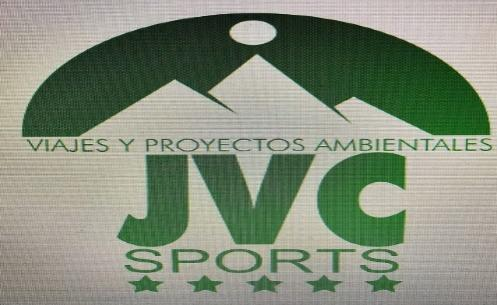 VIAJES Y PROYECTOS AMBIENTALES
JVC
SPORTS